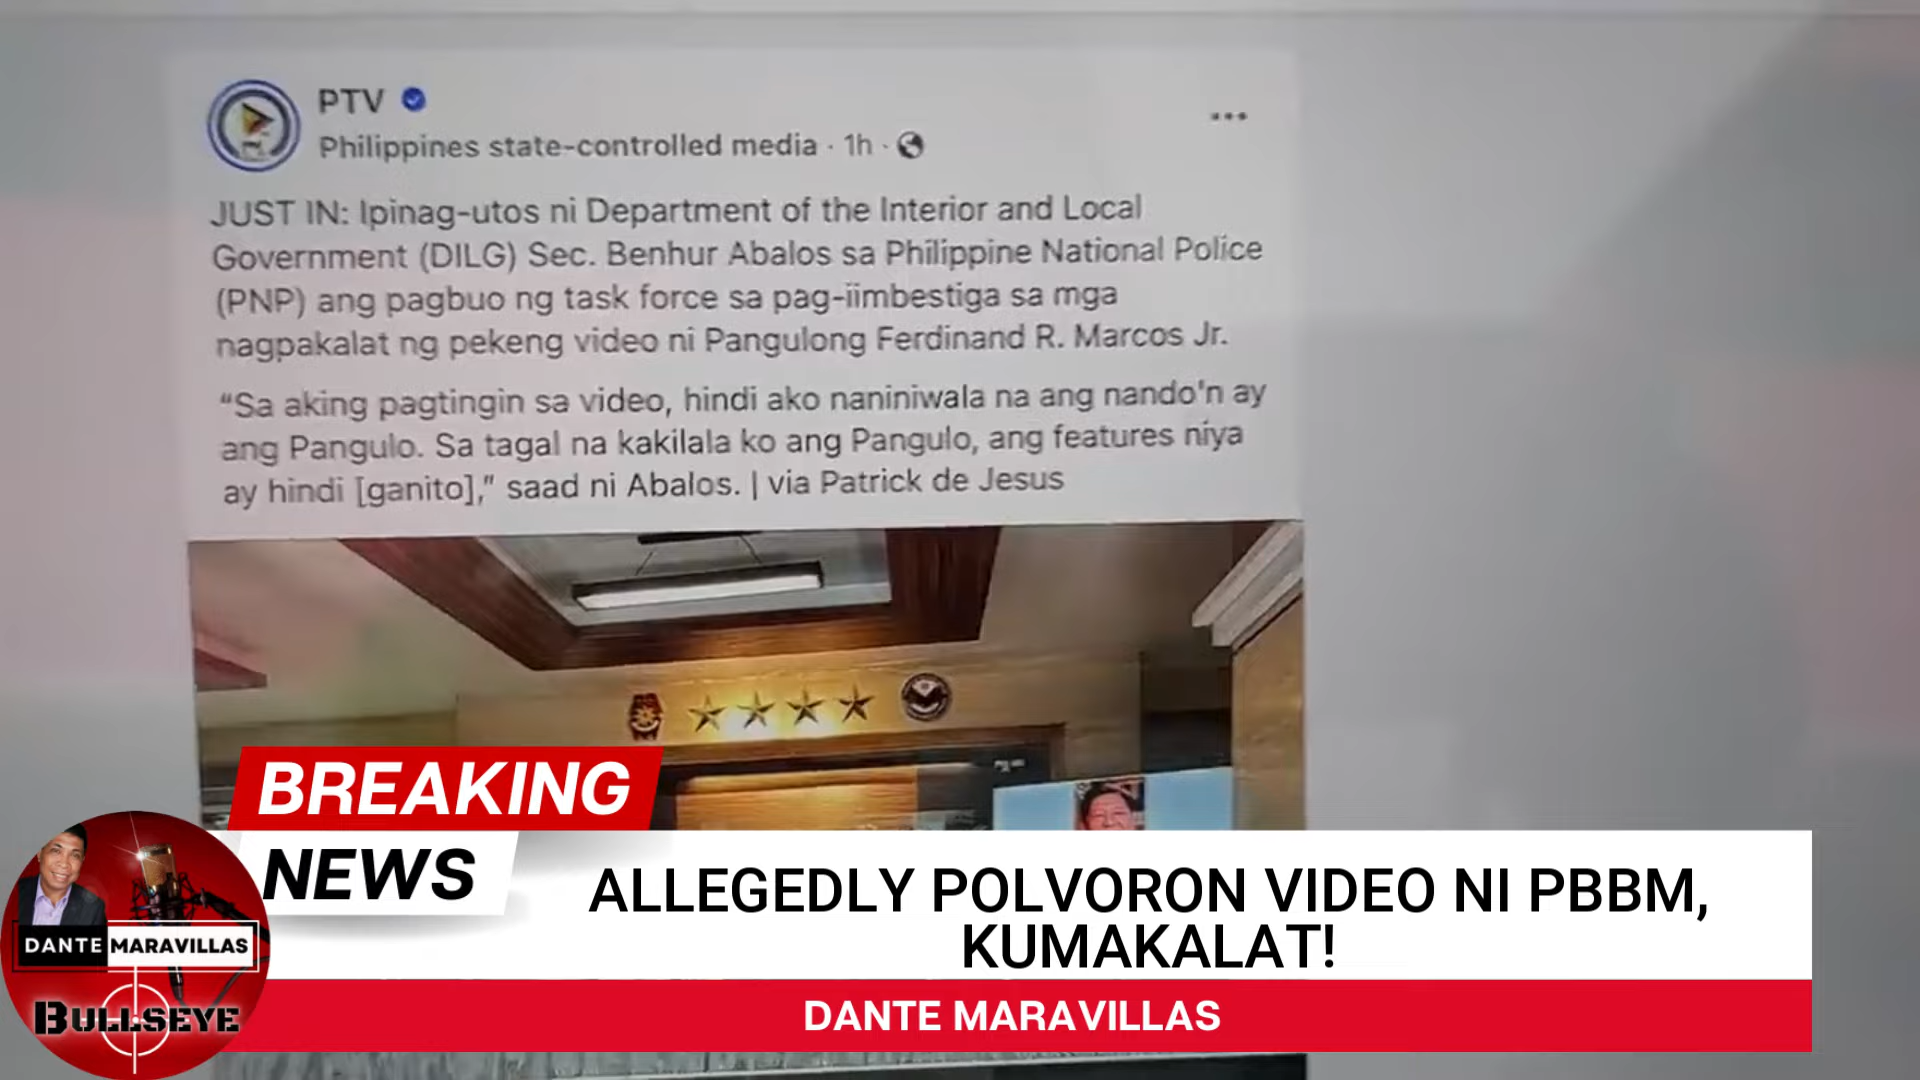 PTV
Philippines state-controlled media · 1h ·
JUST IN: Ipinag-utos ni Department of the Interior and Local
Government (DILG) Sec. Benhur Abalos sa Philippine National Police
(PNP) ang pagbuo ng task force sa pag-iimbestiga sa mga
nagpakalat ng pekeng video ni Pangulong Ferdinand R. Marcos Jr.
“Sa aking pagtingin sa video, hindi ako naniniwala na ang nando'n ay
ang Pangulo. Sa tagal na kakilala ko ang Pangulo, ang features niya
ay hindi [ganito],” saad ni Abalos. | via Patrick de Jesus
BREAKING
NEWS
ALLEGEDLY POLVORON VIDEO NI PBBM,
KUMAKALAT!
DANTE MARAVILLAS
DANTE MARAVILLAS
BULLSEYE